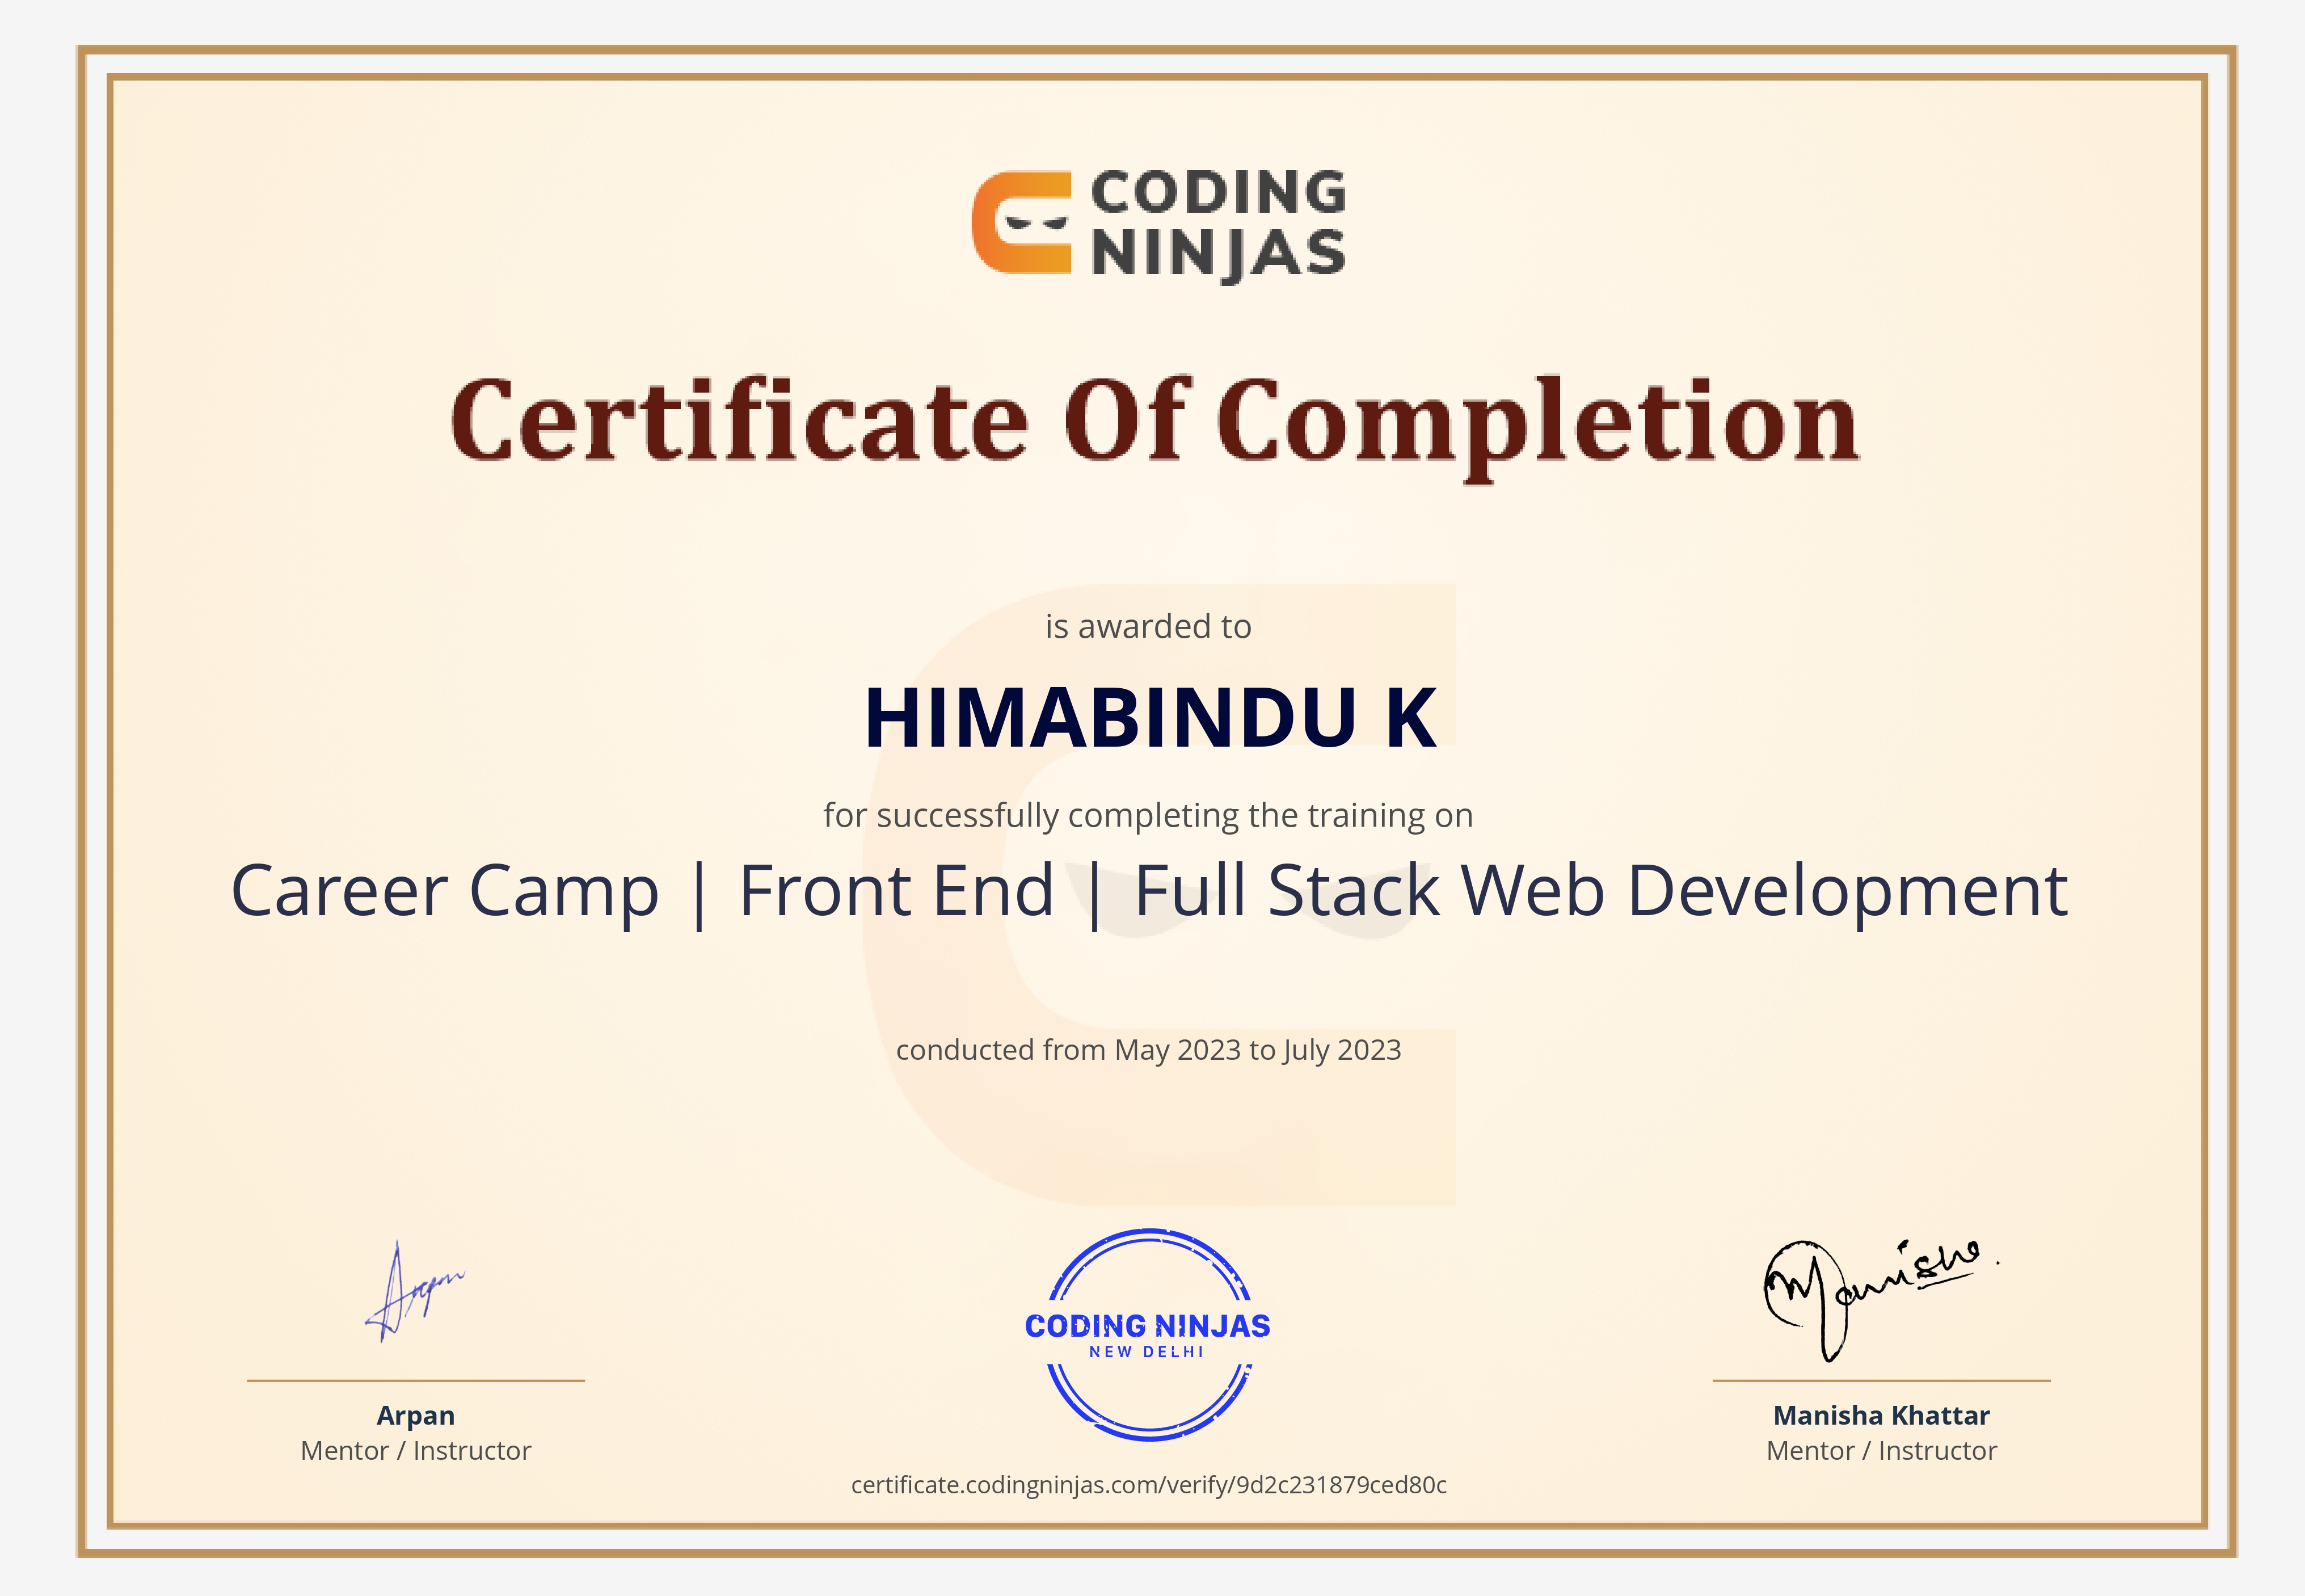 CODING
NINJAS
Certificate Of Completion
is awarded to
HIMABINDU K
for successfully completing the training on
Career Camp | Front End | Full Stack Web Development
conducted from May 2023 to July 2023
Arpan
Manisha.
CODING NINJAS
NEW DELHI
Arpan
Mentor / Instructor
Manisha Khattar
Mentor / Instructor
certificate.codingninjas.com/verify/9d2c231879ced80c